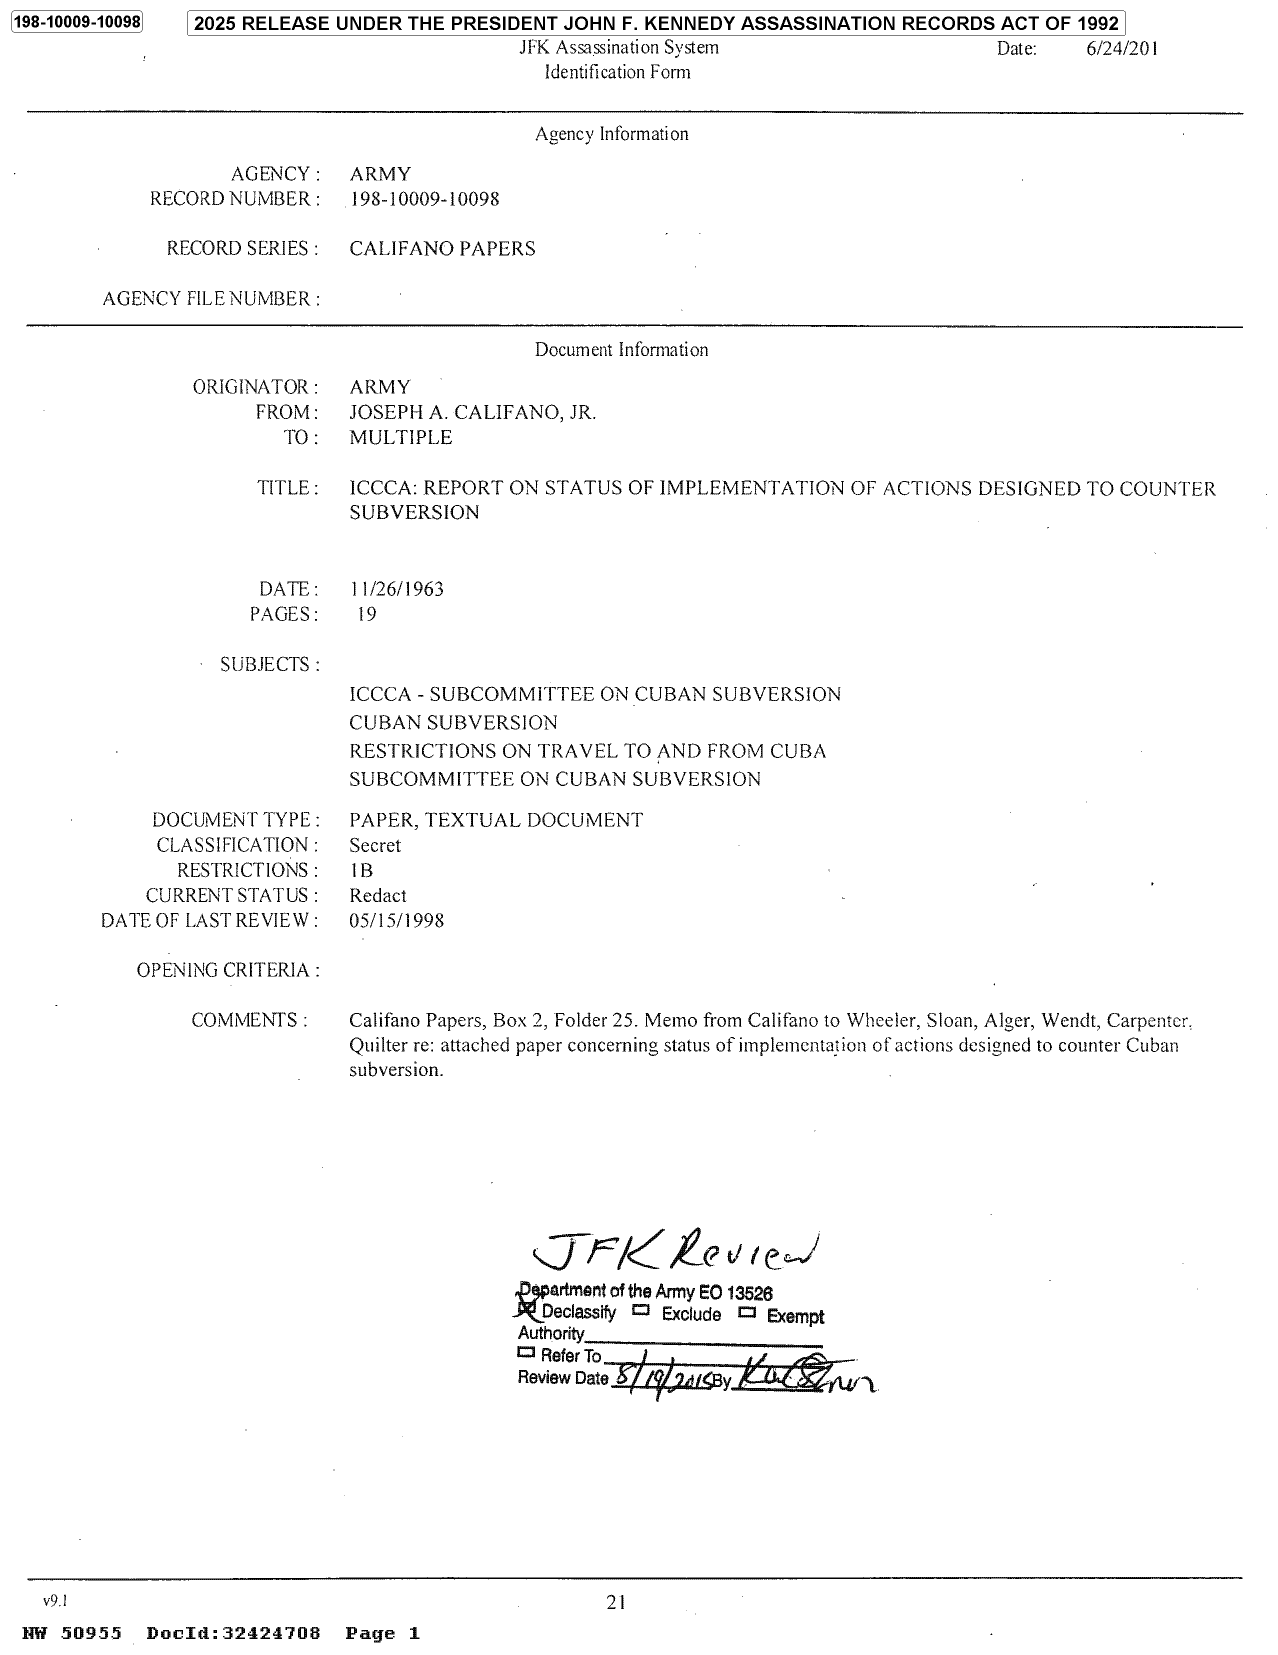 198-10009-10098
2025 RELEASE UNDER THE PRESIDENT JOHN F. KENNEDY ASSASSINATION RECORDS ACT OF 1992
JFK Assassination System
Date: 6/24/201
Identification Form
Agency Information
AGENCY : ARMY
RECORD NUMBER : 198-10009-10098
RECORD SERIES : CALIFANO PAPERS
AGENCY FILE NUMBER :
Document Information
ORIGINATOR : ARMY
FROM : JOSEPH A. CALIFANO, JR.
TO : MULTIPLE
TITLE : ICCCA: REPORT ON STATUS OF IMPLEMENTATION OF ACTIONS DESIGNED TO COUNTER
SUBVERSION
DATE : 11/26/1963
PAGES : 19
SUBJECTS :
ICCCA - SUBCOMMITTEE ON CUBAN SUBVERSION
CUBAN SUBVERSION
RESTRICTIONS ON TRAVEL TO AND FROM CUBA
SUBCOMMITTEE ON CUBAN SUBVERSION
DOCUMENT TYPE : PAPER, TEXTUAL DOCUMENT
CLASSIFICATION : Secret
RESTRICTIONS : 1B
CURRENT STATUS : Redact
DATE OF LAST REVIEW : 05/15/1998
OPENING CRITERIA :
COMMENTS : Califano Papers, Box 2, Folder 25. Memo from Califano to Wheeler, Sloan, Alger, Wendt, Carpenter,
Quilter re: attached paper concerning status of implementation of actions designed to counter Cuban
subversion.
JFK Review
Department of the Army EO 13526
Declassify Exclude Exempt
Authority
Refer To
Review Date 8/19/2015 By
v9.1
21
NW 50955 DocId:32424708 Page 1